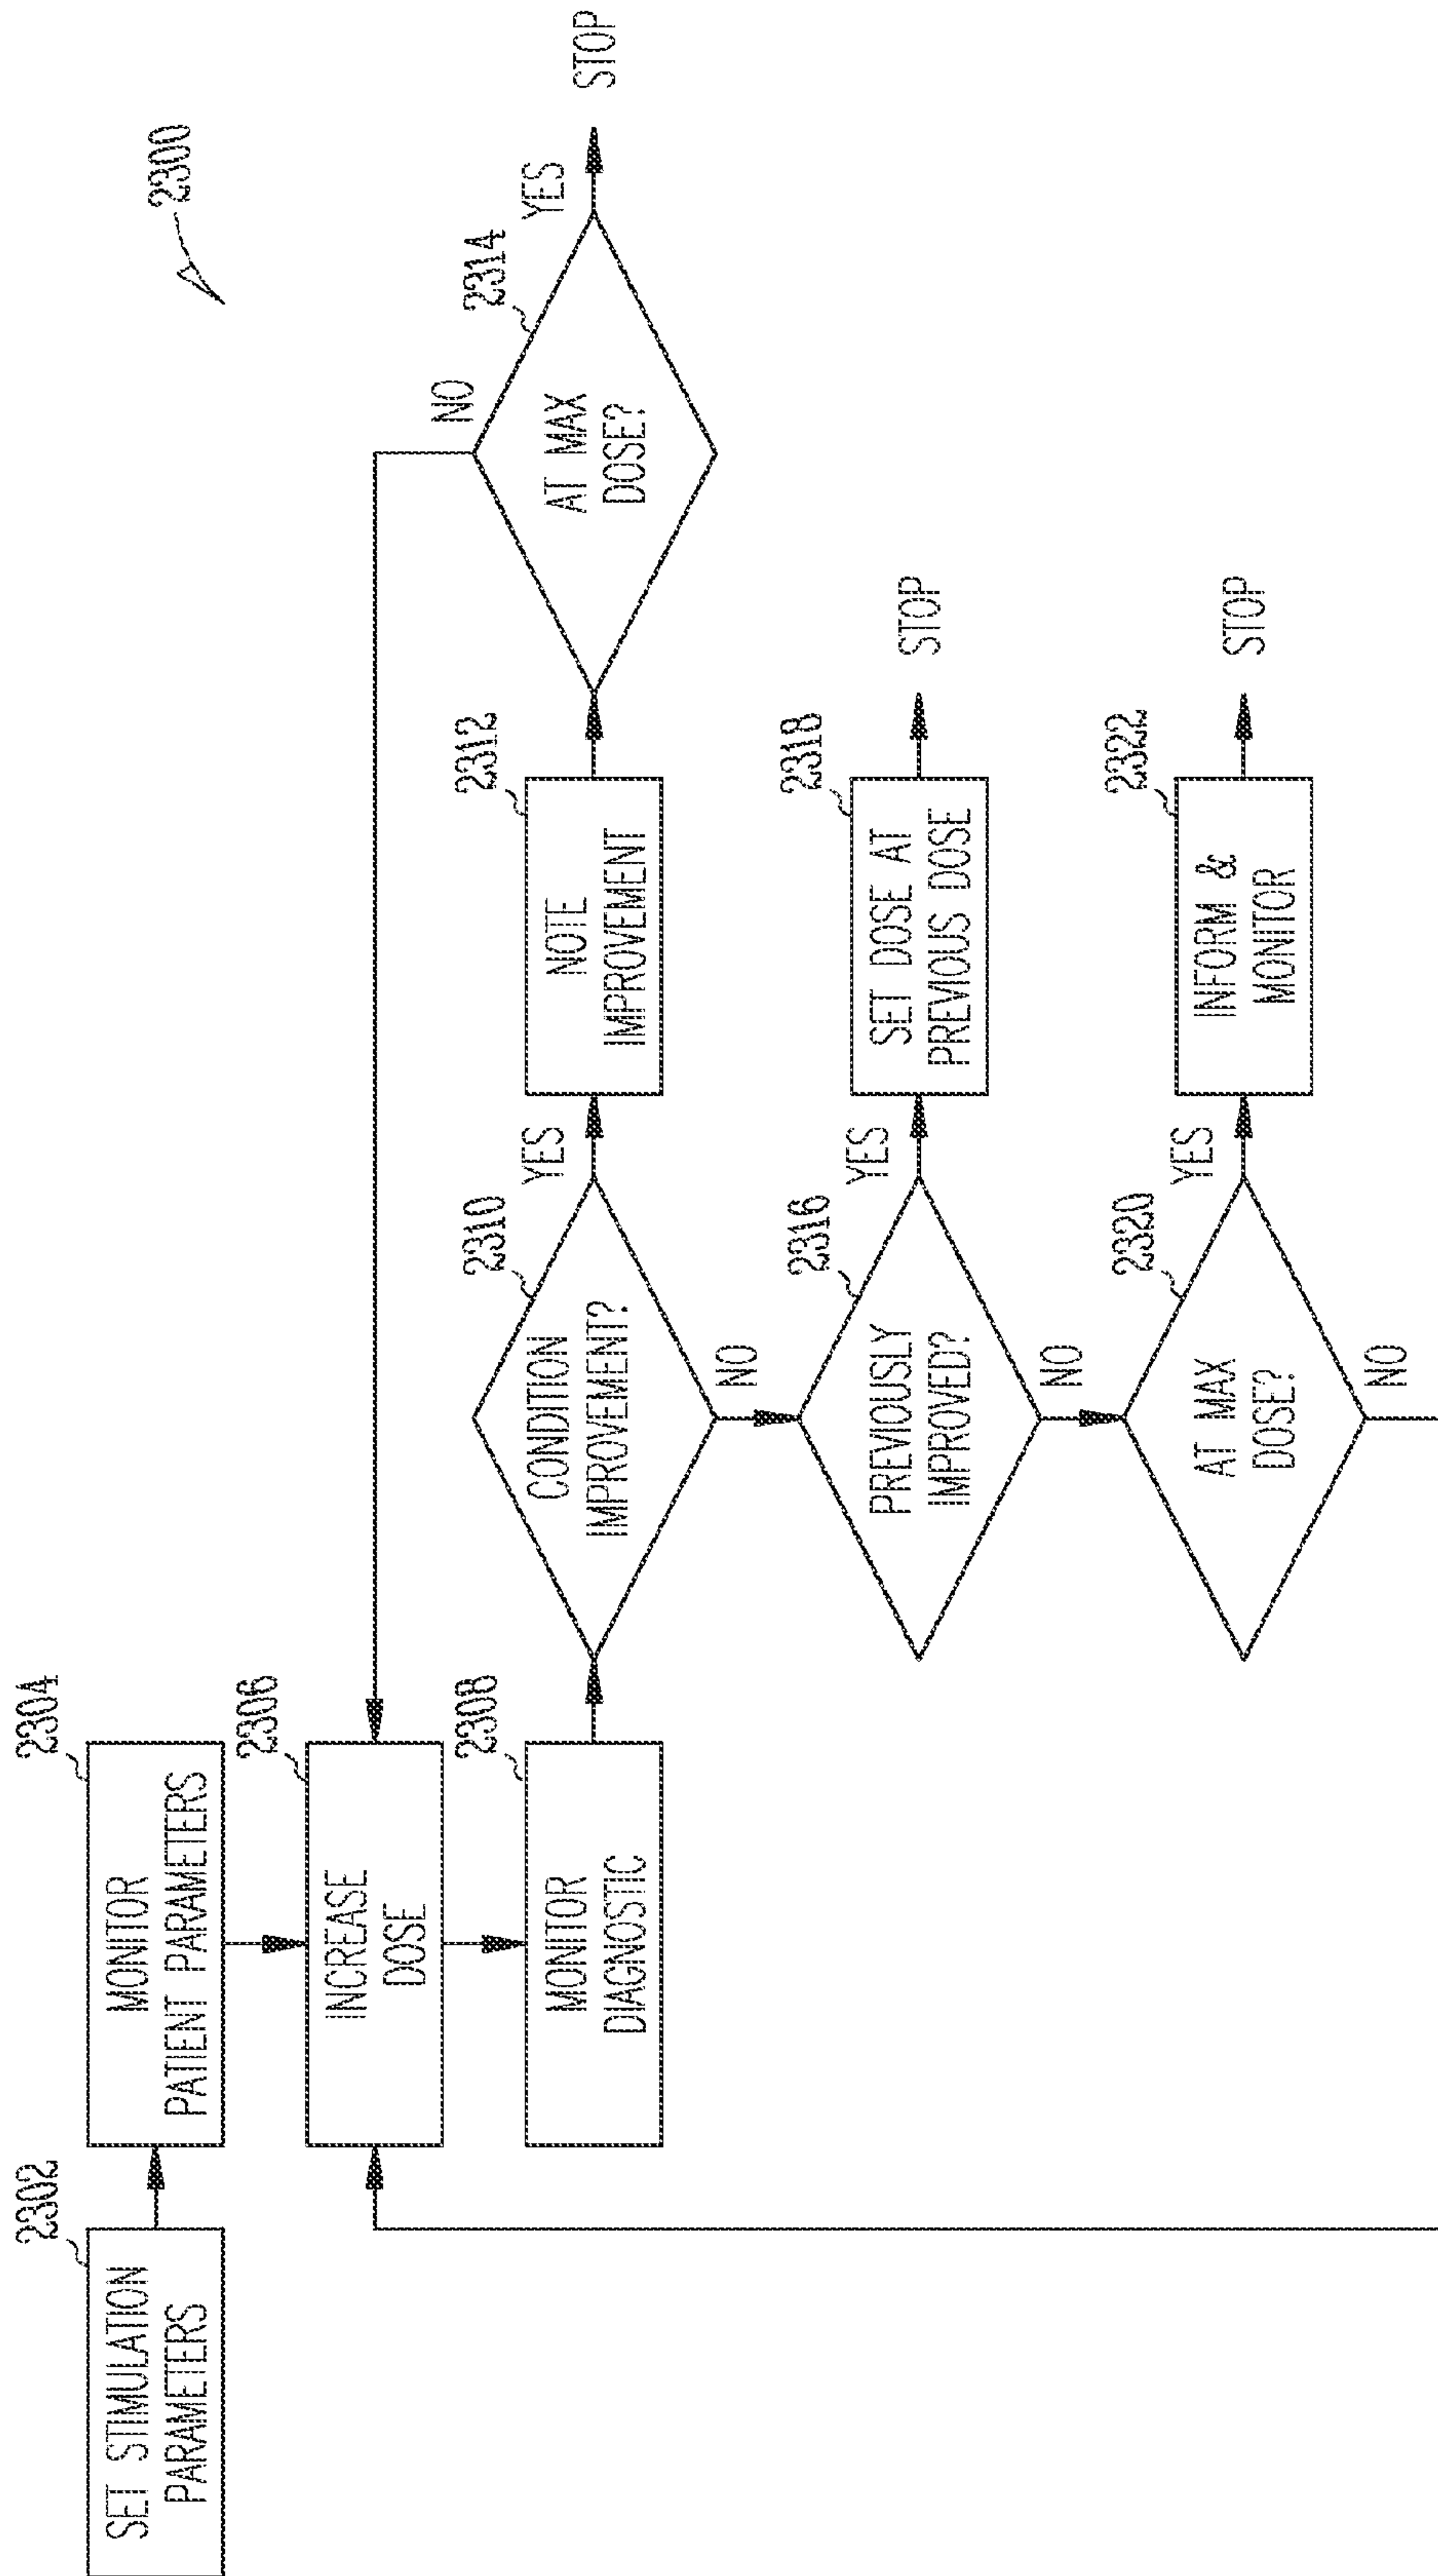 2300
2302
SET STIMULATION
PARAMETERS
2304
MONITOR
PATIENT PARAMETERS
2306
INCREASE
DOSE
2308
MONITOR
DIAGNOSTIC
2310
CONDITION
IMPROVEMENT?
YES
NO
2312
NOTE
IMPROVEMENT
2314
AT MAX
DOSE?
NO
YES
STOP
2316
PREVIOUSLY
IMPROVED?
YES
NO
2318
SET DOSE AT
PREVIOUS DOSE
STOP
2320
AT MAX
DOSE?
YES
NO
2322
INFORM &
MONITOR
STOP